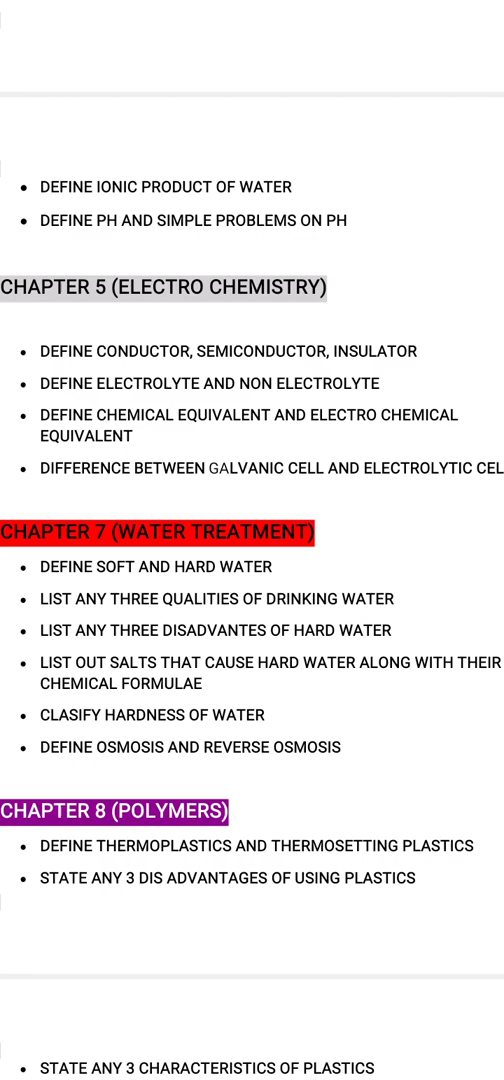 • DEFINE IONIC PRODUCT OF WATER
• DEFINE PH AND SIMPLE PROBLEMS ON PH
CHAPTER 5 (ELECTRO CHEMISTRY)
• DEFINE CONDUCTOR, SEMICONDUCTOR, INSULATOR
• DEFINE ELECTROLYTE AND NON ELECTROLYTE
• DEFINE CHEMICAL EQUIVALENT AND ELECTRO CHEMICAL
EQUIVALENT
• DIFFERENCE BETWEEN GALVANIC CELL AND ELECTROLYTIC CEL
CHAPTER 7 (WATER TREATMENT)
• DEFINE SOFT AND HARD WATER
• LIST ANY THREE QUALITIES OF DRINKING WATER
• LIST ANY THREE DISADVANTES OF HARD WATER
• LIST OUT SALTS THAT CAUSE HARD WATER ALONG WITH THEIR
CHEMICAL FORMULAE
• CLASIFY HARDNESS OF WATER
• DEFINE OSMOSIS AND REVERSE OSMOSIS
CHAPTER 8 (POLYMERS)
• DEFINE THERMOPLASTICS AND THERMOSETTING PLASTICS
• STATE ANY 3 DIS ADVANTAGES OF USING PLASTICS
• STATE ANY 3 CHARACTERISTICS OF PLASTICS